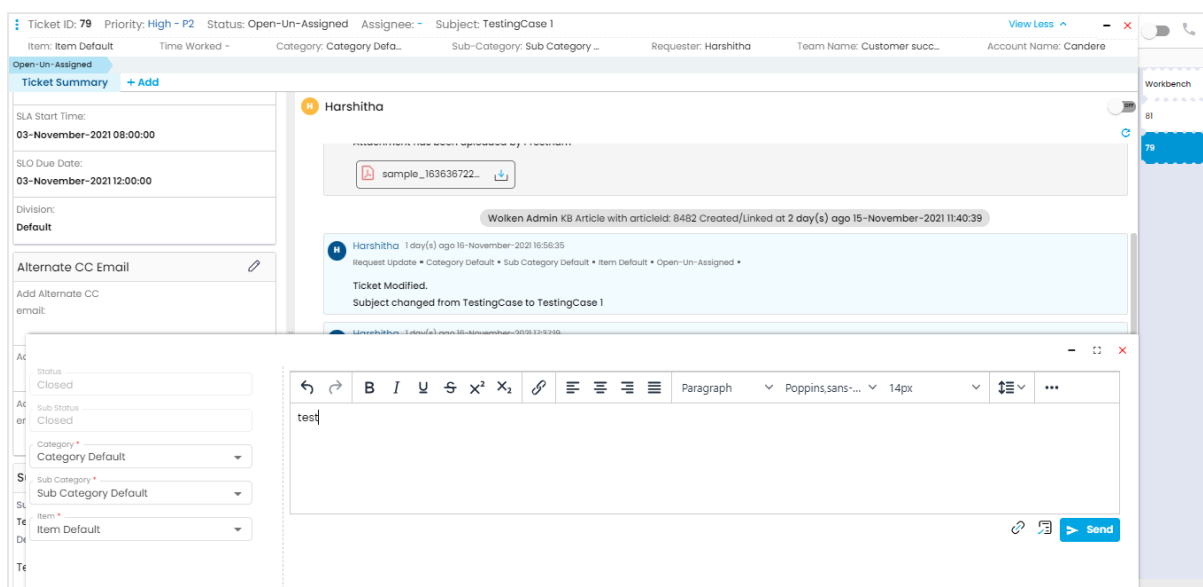 Ticket ID: 79 Priority: High - P2 Status: Open-Un-Assigned Assignee: - Subject: TestingCase 1 View Less
Item: Item Default Time Worked - Category: Category Defa... Sub-Category: Sub Category ... Requester: Harshitha Team Name: Customer succ... Account Name: Candere
Open-Un-Assigned
Ticket Summary + Add
Workbench
81
79
SLA Start Time:
03-November-2021 08:00:00
SLO Due Date:
03-November-2021 12:00:00
Division:
Default
Alternate CC Email
Add Alternate CC
email:
H Harshitha
OFF
sample_163636722...
Wolken Admin KB Article with articleId: 8482 Created/Linked at 2 day(s) ago 15-November-2021 11:40:39
H Harshitha 1 day(s) ago 16-November-2021 16:56:35
Request Update • Category Default • Sub Category Default • Item Default • Open-Un-Assigned •
Ticket Modified.
Subject changed from TestingCase to TestingCase 1
Status
Closed
Sub Status
Closed
Category *
Category Default
Sub Category *
Sub Category Default
Item *
Item Default
B I U S X² X₂ Paragraph Poppins,sans-... 14px
test
Send